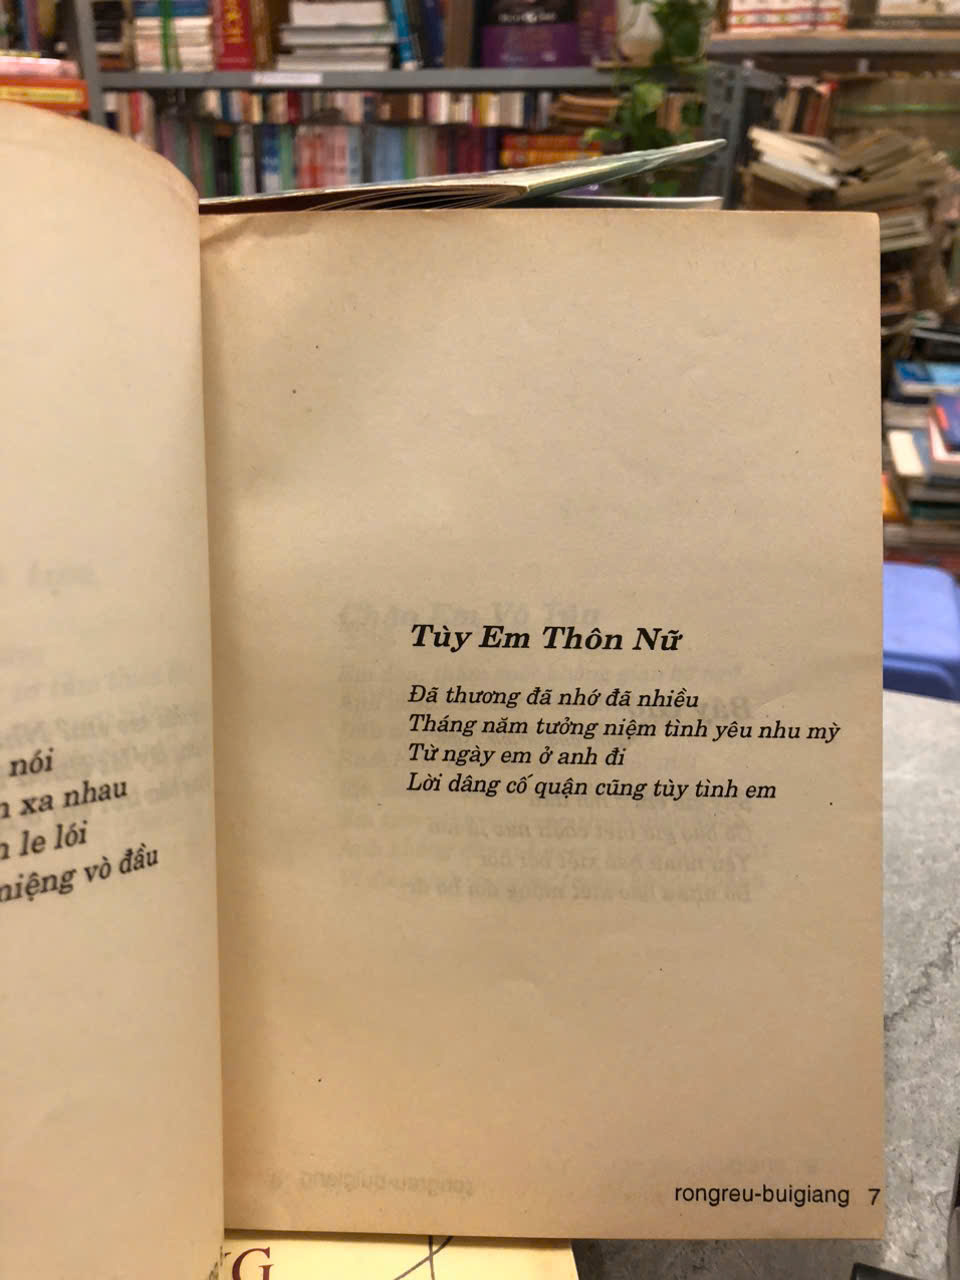 nói
xa nhau
le lói
miệng vò đầu
Tùy Em Thôn Nữ
Đã thương đã nhớ đã nhiều
Tháng năm tưởng niệm tình yêu nhu mỳ
Từ ngày em ở anh đi
Lời dâng cố quận cũng tùy tình em
rongreu-buigiang 7
G